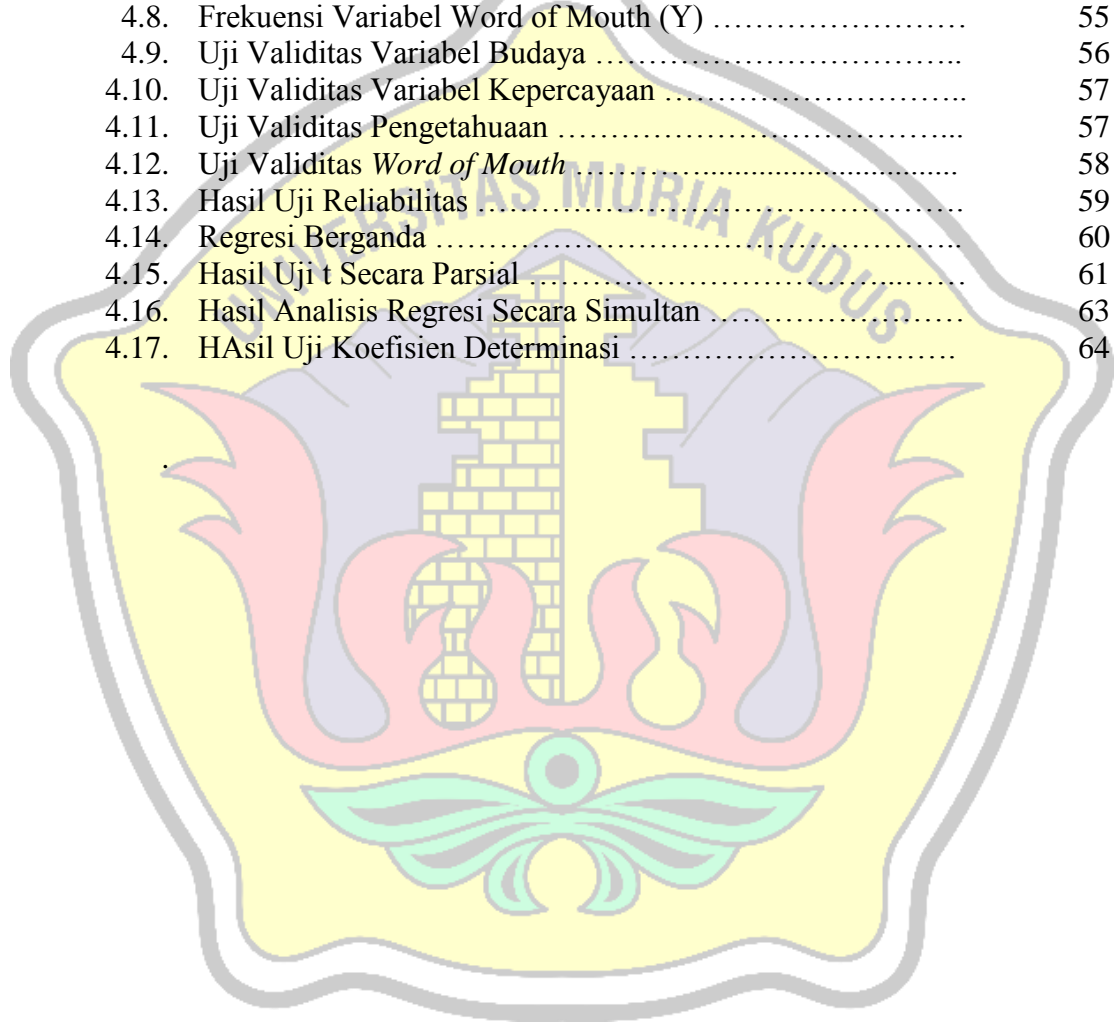 4.8. Frekuensi Variabel Word of Mouth (Y) ………………… 55
4.9. Uji Validitas Variabel Budaya …………………………….. 56
4.10. Uji Validitas Variabel Kepercayaan ……………………….. 57
4.11. Uji Validitas Pengetahuaan ………………………………... 57
4.12. Uji Validitas Word of Mouth ………….................................... 58
4.13. Hasil Uji Reliabilitas ……………………………………… 59
4.14. Regresi Berganda ………………………………………….. 60
4.15. Hasil Uji t Secara Parsial ………………………………..…. 61
4.16. Hasil Analisis Regresi Secara Simultan ………………….… 63
4.17. HAsil Uji Koefisien Determinasi …………………………. 64
.
UNIVERSITAS MURIA KUDUS